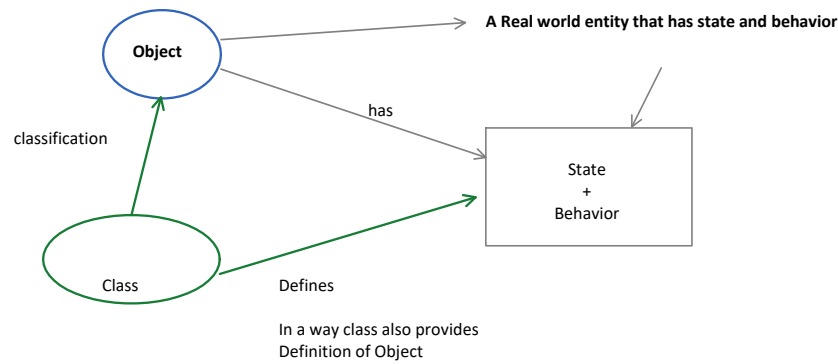 Object
A Real world entity that has state and behavior
has
classification
State
+
Behavior
Class
Defines
In a way class also provides
Definition of Object